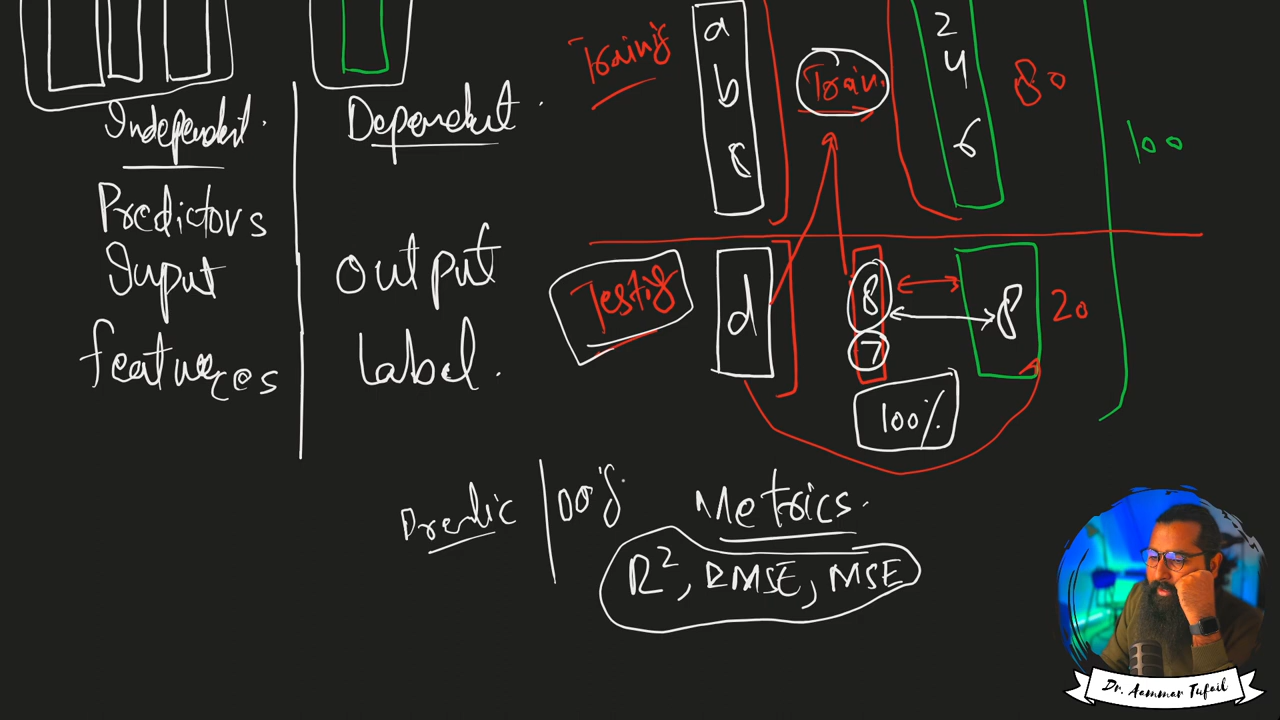 Independent.
Predictors
Input
features
Dependent.
Output
Label.
Training
a
b
8
Train.
2
4
6
80
100
Testing
d
8
7
8
20
100%
Predic
Metrics.
R², RMSE, MSE
Dr. Aammar Tufail